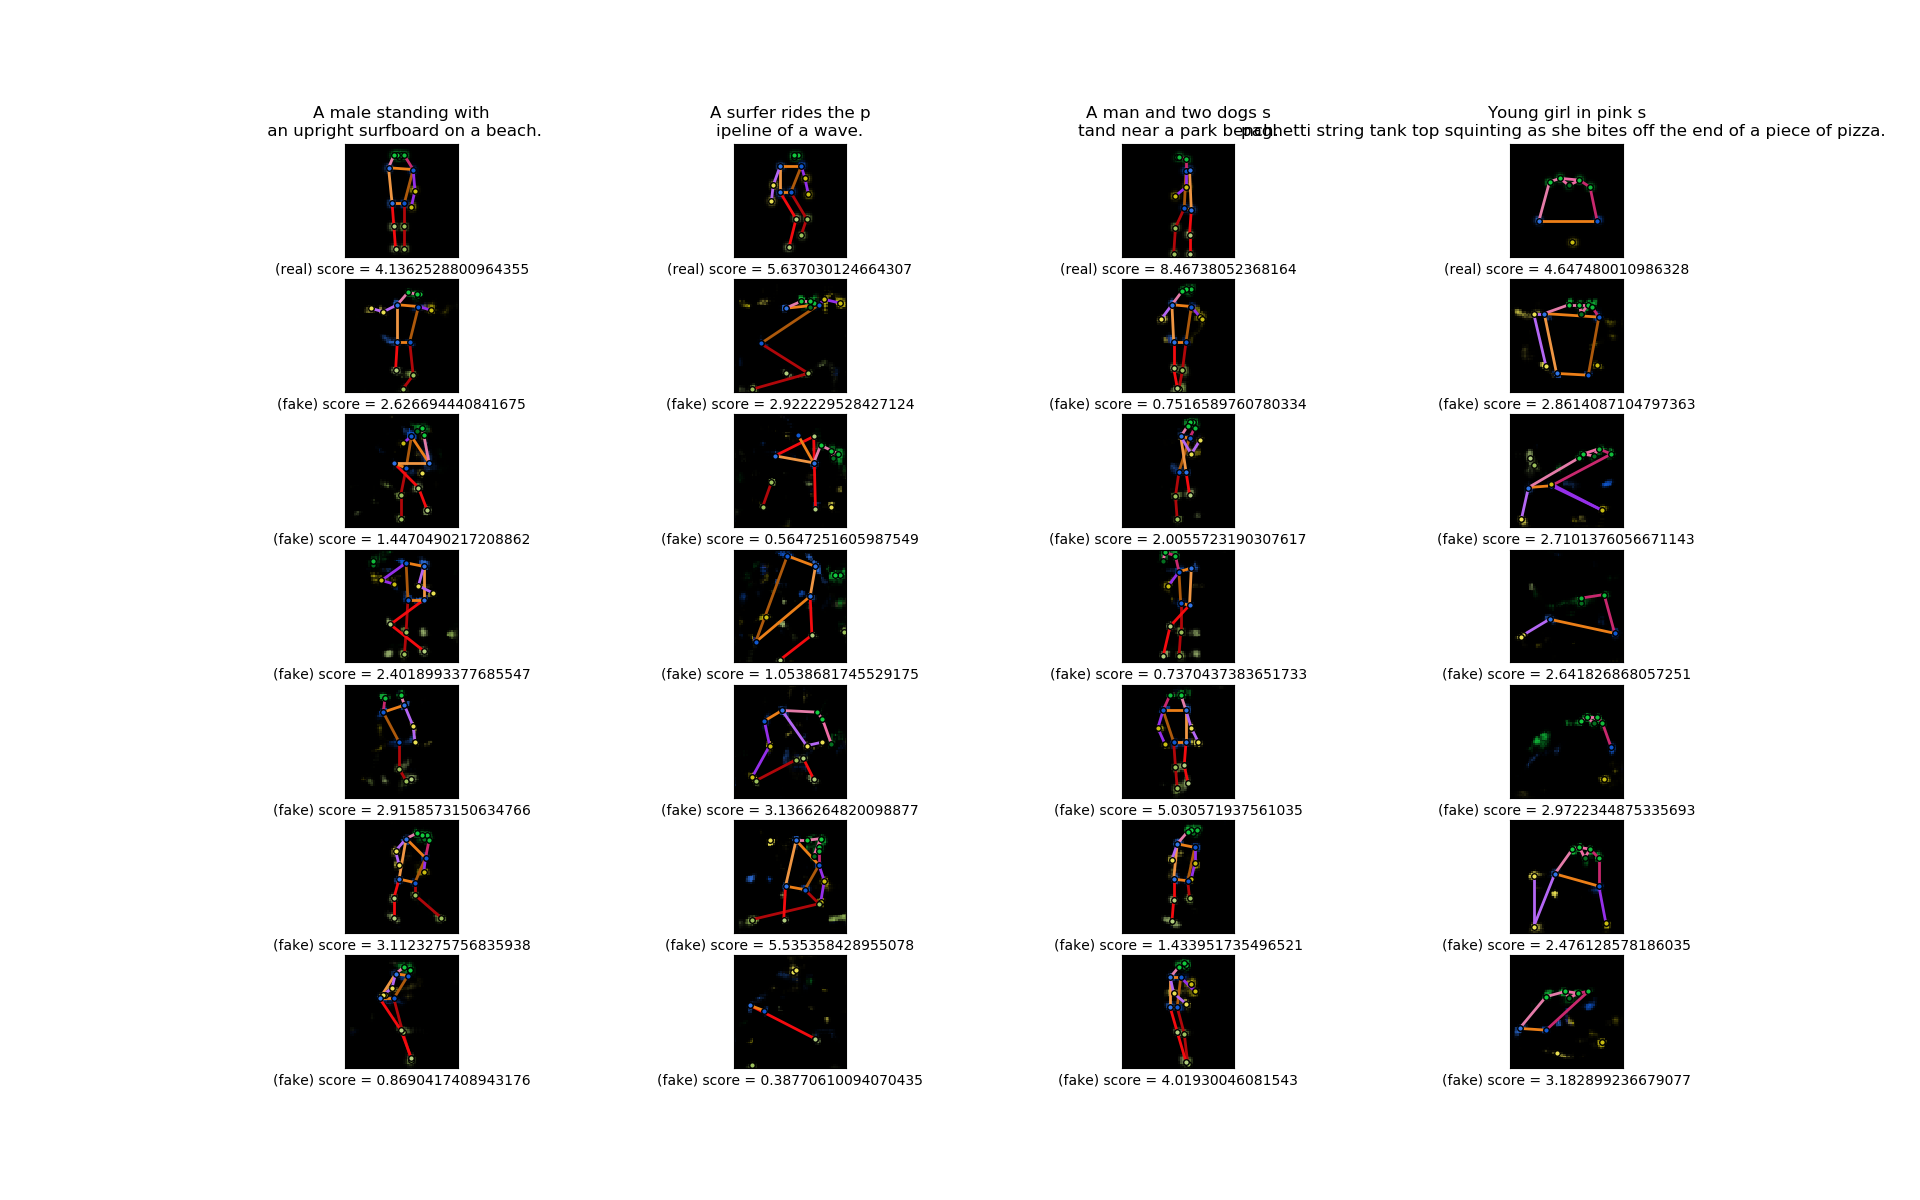 A male standing with
an upright surfboard on a beach.
A surfer rides the p
ipeline of a wave.
A man and two dogs s
tand near a park bench.
Young girl in pink s
paghetti string tank top squinting as she bites off the end of a piece of pizza.
(real) score = 4.1362528800964355
(real) score = 5.637030124664307
(real) score = 8.46738052368164
(real) score = 4.647480010986328
(fake) score = 2.626694440841675
(fake) score = 2.922229528427124
(fake) score = 0.7516589760780334
(fake) score = 2.8614087104797363
(fake) score = 1.4470490217208862
(fake) score = 0.5647251605987549
(fake) score = 2.0055723190307617
(fake) score = 2.7101376056671143
(fake) score = 2.4018993377685547
(fake) score = 1.0538681745529175
(fake) score = 0.7370437383651733
(fake) score = 2.641826868057251
(fake) score = 2.9158573150634766
(fake) score = 3.1366264820098877
(fake) score = 5.030571937561035
(fake) score = 2.9722344875335693
(fake) score = 3.1123275756835938
(fake) score = 5.535358428955078
(fake) score = 1.433951735496521
(fake) score = 2.476128578186035
(fake) score = 0.8690417408943176
(fake) score = 0.38770610094070435
(fake) score = 4.01930046081543
(fake) score = 3.182899236679077